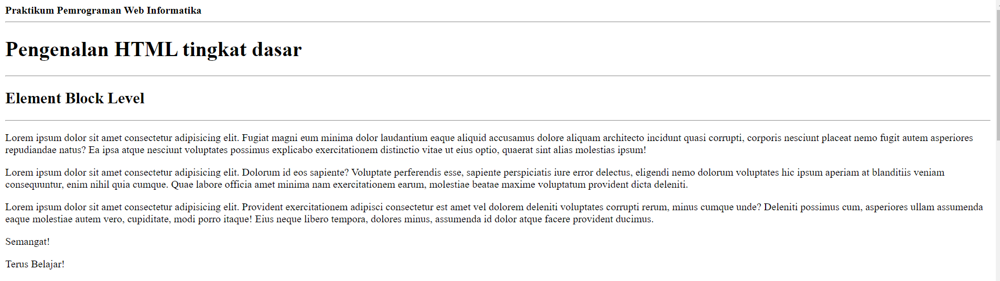 Praktikum Pemrograman Web Informatika
Pengenalan HTML tingkat dasar
Element Block Level
Lorem ipsum dolor sit amet consectetur adipisicing elit. Fugiat magni eum minima dolor laudantium eaque aliquid accusamus dolore aliquam architecto incidunt quasi corrupti, corporis nesciunt placeat nemo fugit autem asperiores
repudiandae natus? Ea ipsa atque nesciunt voluptates possimus explicabo exercitationem distinctio vitae ut eius optio, quaerat sint alias molestias ipsum!
Lorem ipsum dolor sit amet consectetur adipisicing elit. Dolorum id eos sapiente? Voluptate perferendis esse, sapiente perspiciatis iure error delectus, eligendi nemo dolorum voluptates hic ipsum aperiam at blanditiis veniam
consequuntur, enim nihil quia cumque. Quae labore officia amet minima nam exercitationem earum, molestiae beatae maxime voluptatum provident dicta deleniti.
Lorem ipsum dolor sit amet consectetur adipisicing elit. Provident exercitationem adipisci consectetur est amet vel dolorem deleniti voluptates corrupti rerum, minus cumque unde? Deleniti possimus cum, asperiores ullam assumenda
eaque molestiae autem vero, cupiditate, modi porro itaque! Eius neque libero tempora, dolores minus, assumenda id dolor atque facere provident ducimus.
Semangat!
Terus Belajar!